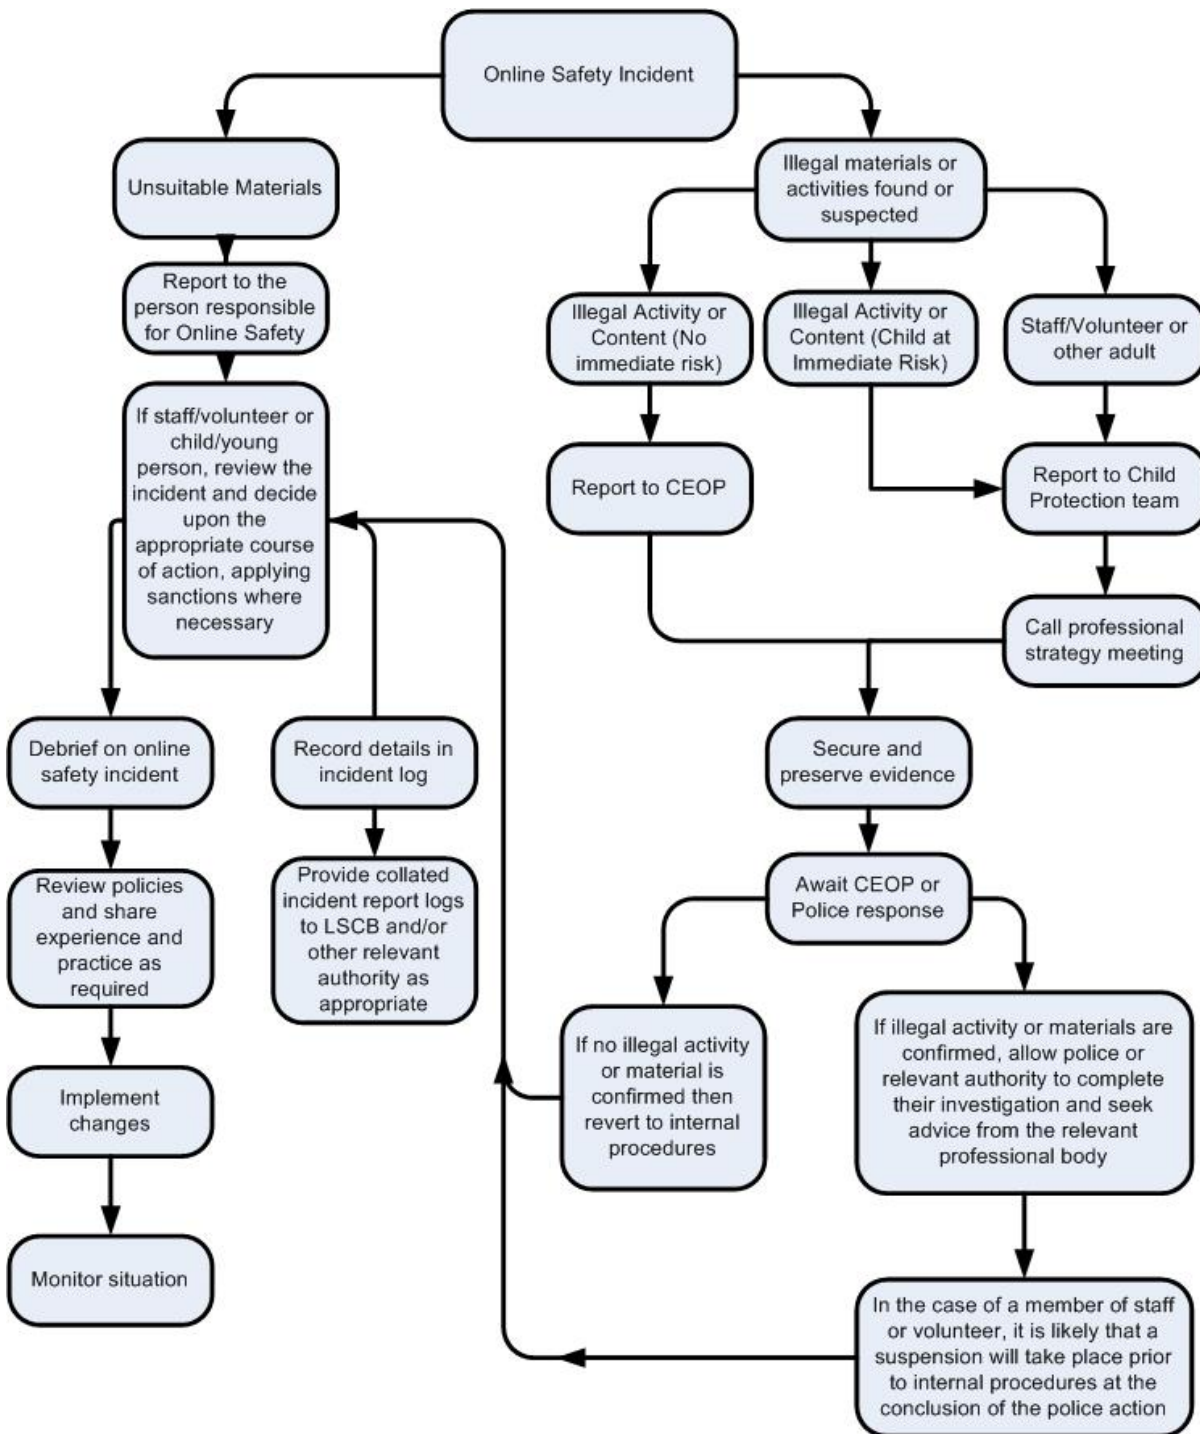 Online Safety Incident
Unsuitable Materials
Report to the
person responsible
for Online Safety
If staff/volunteer or
child/young
person, review the
incident and decide
upon the
appropriate course
of action, applying
sanctions where
necessary
Debrief on online
safety incident
Review policies
and share
experience and
practice as
required
Implement
changes
Monitor situation
Record details in
incident log
Provide collated
incident report logs
to LSCB and/or
other relevant
authority as
appropriate
Illegal materials or
activities found or
suspected
Illegal Activity or
Content (No
immediate risk)
Report to CEOP
Illegal Activity or
Content (Child at
Immediate Risk)
Staff/Volunteer or
other adult
Report to Child
Protection team
Call professional
strategy meeting
Secure and
preserve evidence
Await CEOP or
Police response
If no illegal activity
or material is
confirmed then
revert to internal
procedures
If illegal activity or materials are
confirmed, allow police or
relevant authority to complete
their investigation and seek
advice from the relevant
professional body
In the case of a member of staff
or volunteer, it is likely that a
suspension will take place prior
to internal procedures at the
conclusion of the police action